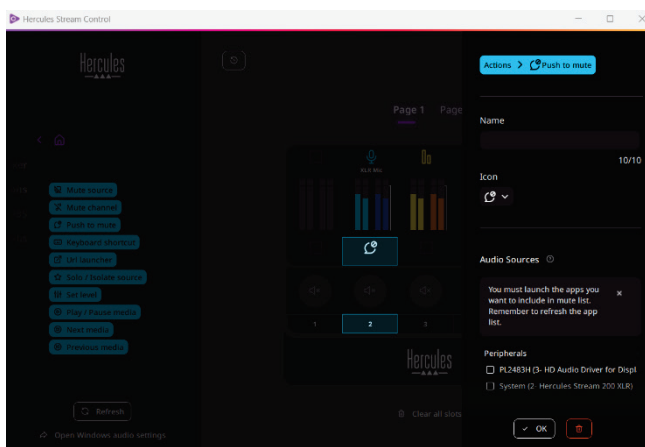 Hercules Stream Control
Hercules
Page 1 Page
XLR MIC
Mute source
Mute channel
Push to mute
Keyboard shortcut
Url launcher
Solo / Isolate source
Set level
Play / Pause media
Next media
Previous media
Refresh
Open Windows audio settings
1 2 3
Hercules
Clear all slots
Actions > Push to mute
Name
10/10
Icon
Audio Sources
You must launch the apps you
want to include in mute list.
Remember to refresh the app
list.
Peripherals
PL2483H (3- HD Audio Driver for Displ
System (2- Hercules Stream 200 XLR)
OK